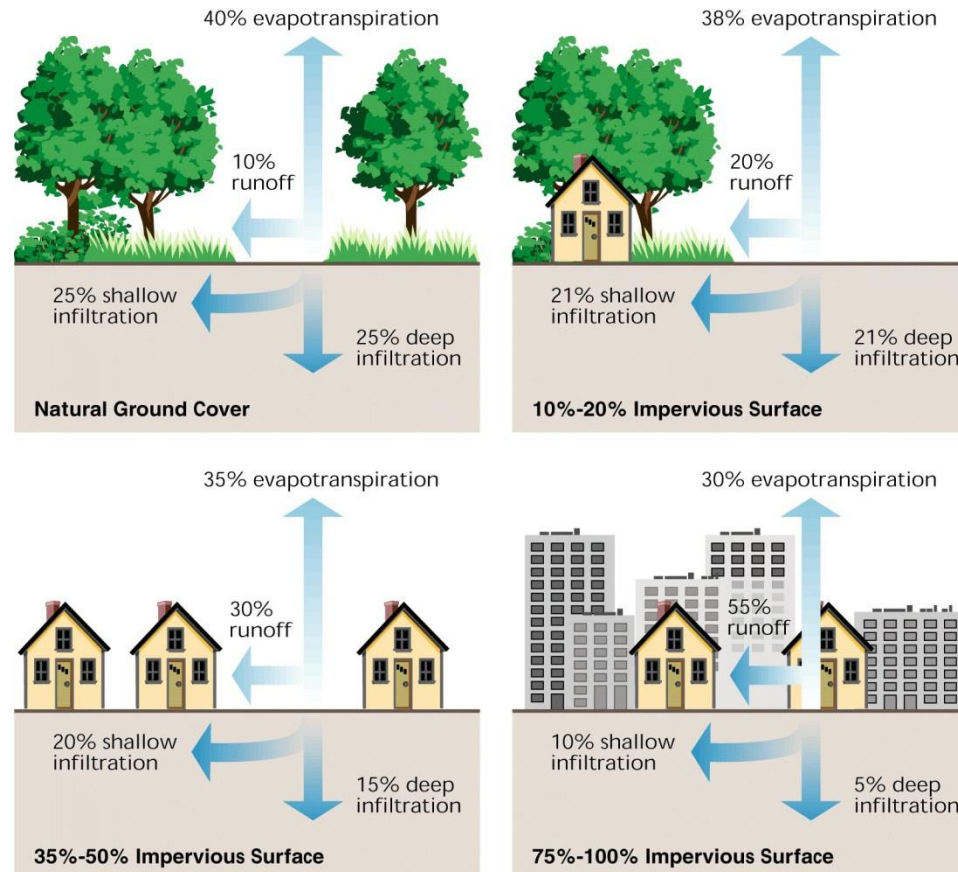 40% evapotranspiration
10%
runoff
25% shallow
infiltration
25% deep
infiltration
Natural Ground Cover
38% evapotranspiration
20%
runoff
21% shallow
infiltration
21% deep
infiltration
10%-20% Impervious Surface
35% evapotranspiration
30%
runoff
20% shallow
infiltration
15% deep
infiltration
35%-50% Impervious Surface
30% evapotranspiration
55%
runoff
10% shallow
infiltration
5% deep
infiltration
75%-100% Impervious Surface